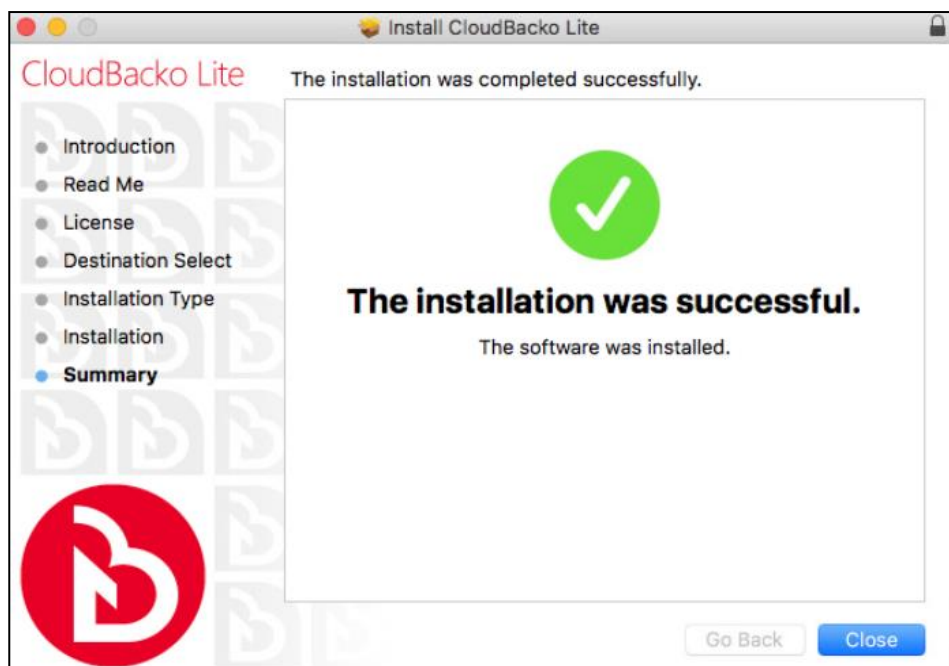 Install CloudBacko Lite
CloudBacko Lite
The installation was completed successfully.
Introduction
Read Me
License
Destination Select
Installation Type
Installation
Summary
The installation was successful.
The software was installed.
Go Back
Close